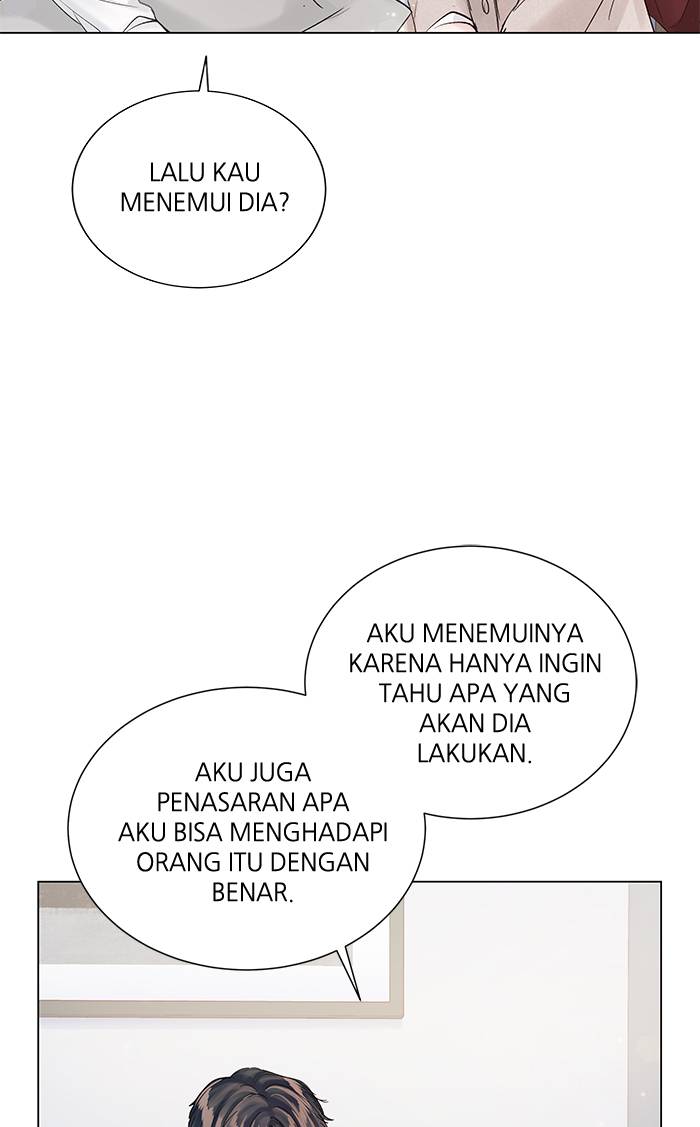 LALU KAU
MENEMUI DIA?
AKU MENEMUINYA
KARENA HANYA INGIN
TAHU APA YANG
AKAN DIA
LAKUKAN.
AKU JUGA
PENASARAN APA
AKU BISA MENGHADAPI
ORANG ITU DENGAN
BENAR.